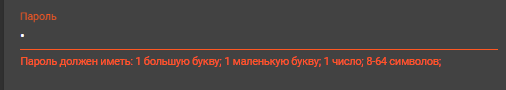 Пароль
•
Пароль должен иметь: 1 большую букву; 1 маленькую букву; 1 число; 8-64 символов;